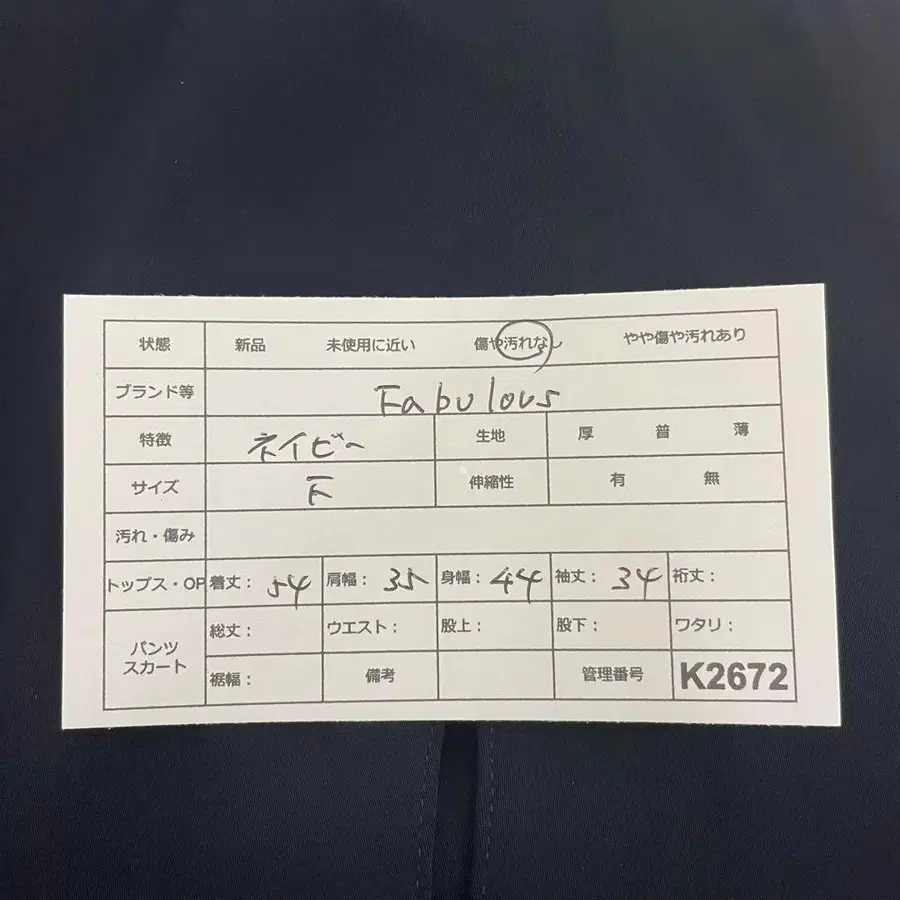 状態 新品 未使用に近い 傷や汚れなし やや傷や汚れあり
ブランド等 Fabulous
特徴 ネイビー 生地 厚 普 薄
サイズ F 伸縮性 有 無
汚れ・傷み
トップス・OP 着丈: 54 肩幅: 35 身幅: 44 袖丈: 34 裄丈:
パンツ スカート 総丈: ウエスト: 股上: 股下: ワタリ:
裾幅: 備考 管理番号 K2672